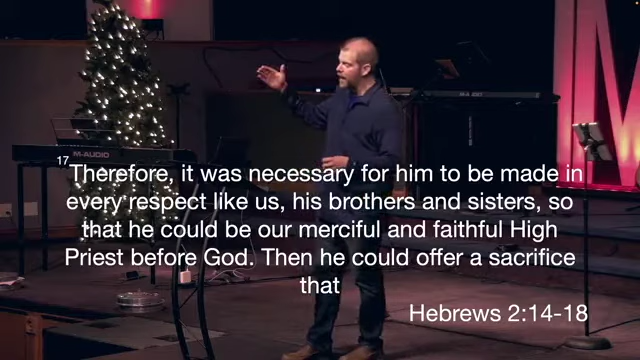 M-AUDIO
17Therefore, it was necessary for him to be made in
every respect like us, his brothers and sisters, so
that he could be our merciful and faithful High
Priest before God. Then he could offer a sacrifice
that
Hebrews 2:14-18
M